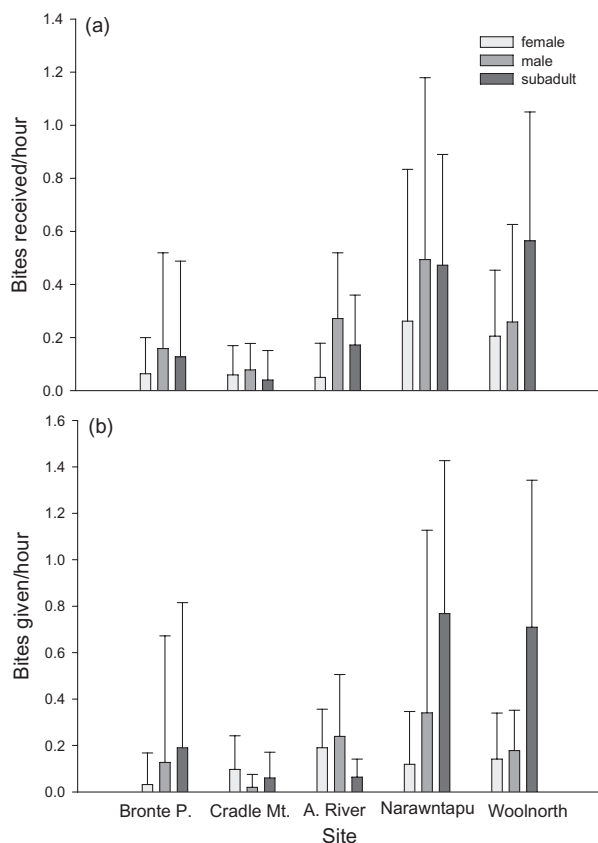 (a)
female
male
subadult
Bites received/hour
1.4
1.2
1.0
0.8
0.6
0.4
0.2
0.0
(b)
Bites given/hour
1.6
1.4
1.2
1.0
0.8
0.6
0.4
0.2
0.0
Bronte P. Cradle Mt. A. River Narawntapu Woolnorth
Site